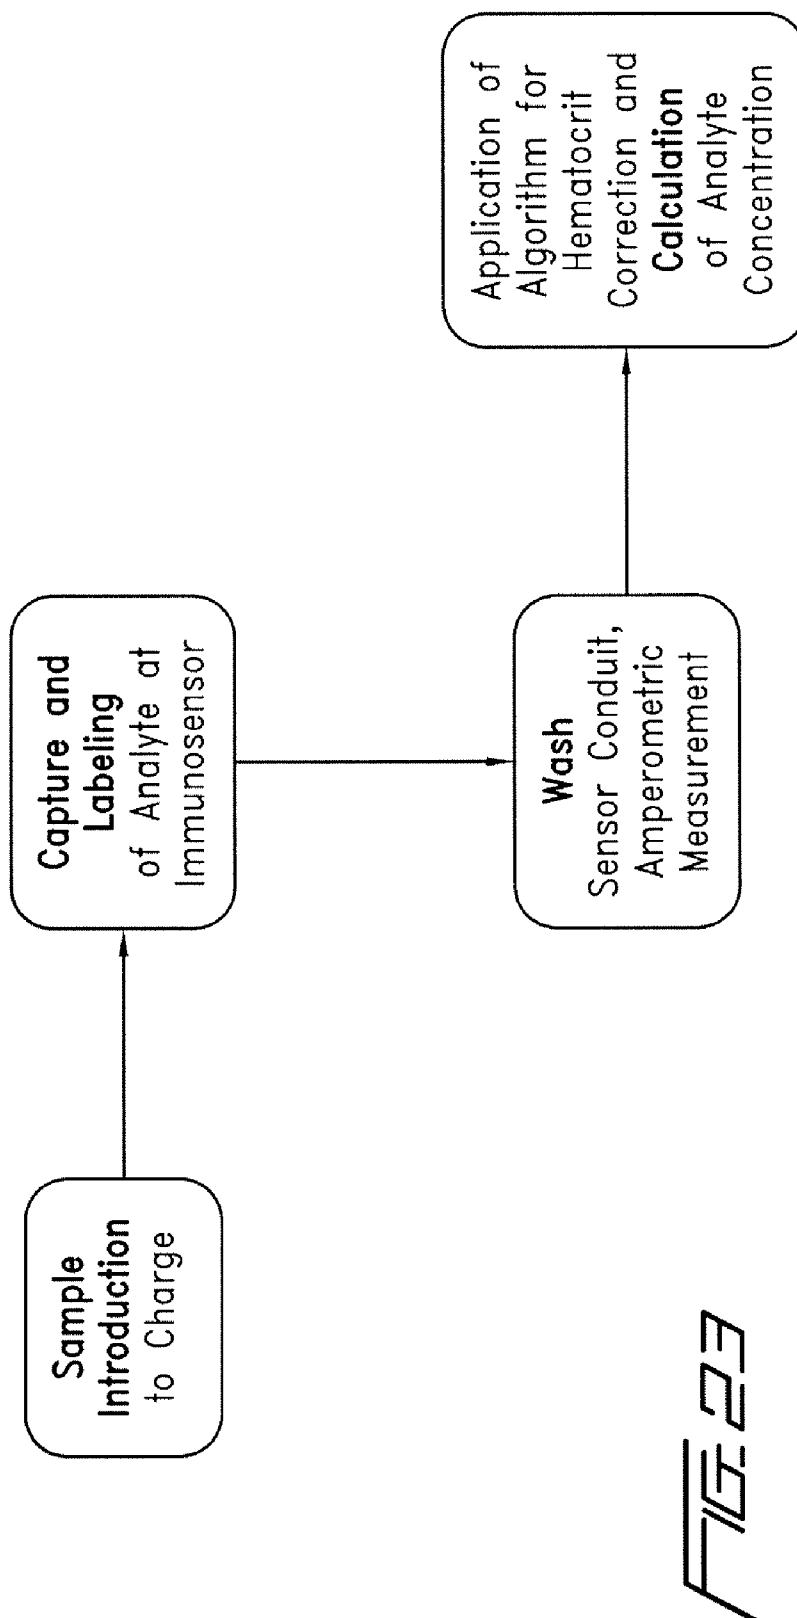 Sample
Introduction
to Charge
Capture and
Labeling
of Analyte at
Immunosensor
Wash
Sensor Conduit,
Amperometric
Measurement
Application of
Algorithm for
Hematocrit
Correction and
Calculation
of Analyte
Concentration
FIG. 23